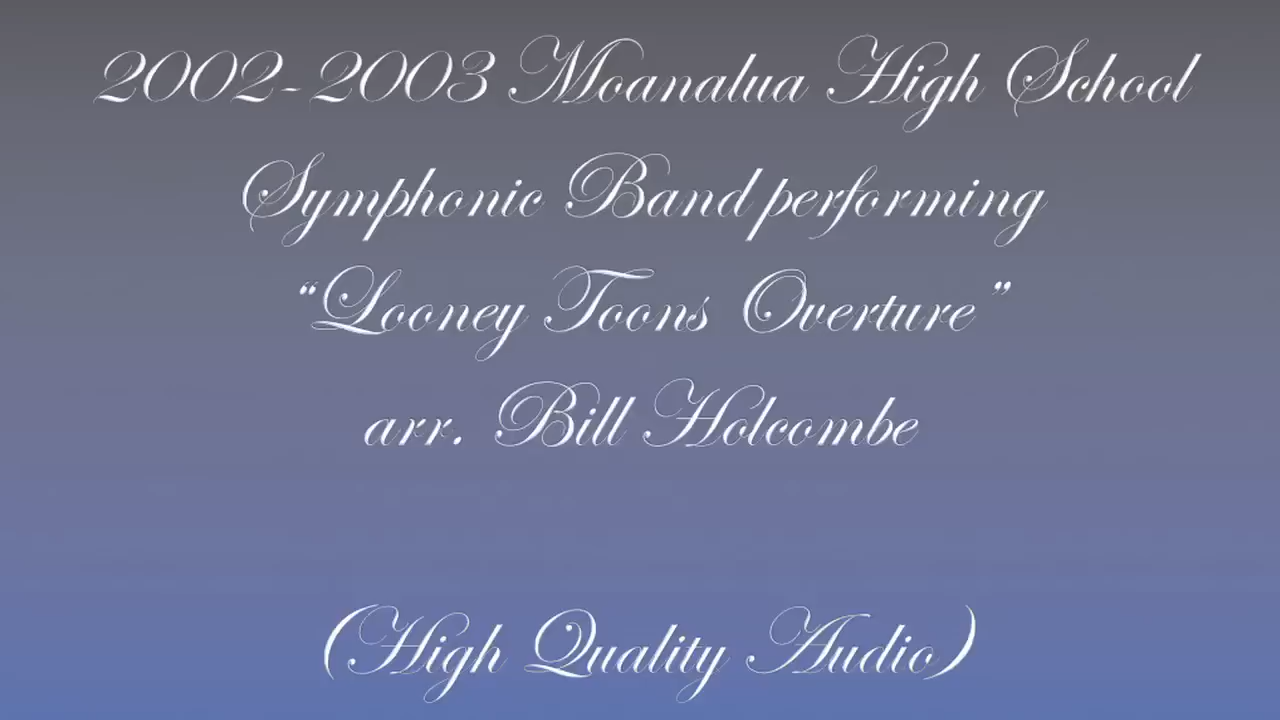 2002-2003 Moanalua High School
Symphonic Band performing
“Looney Toons Overture”
arr. Bill Holcombe
(High Quality Audio)